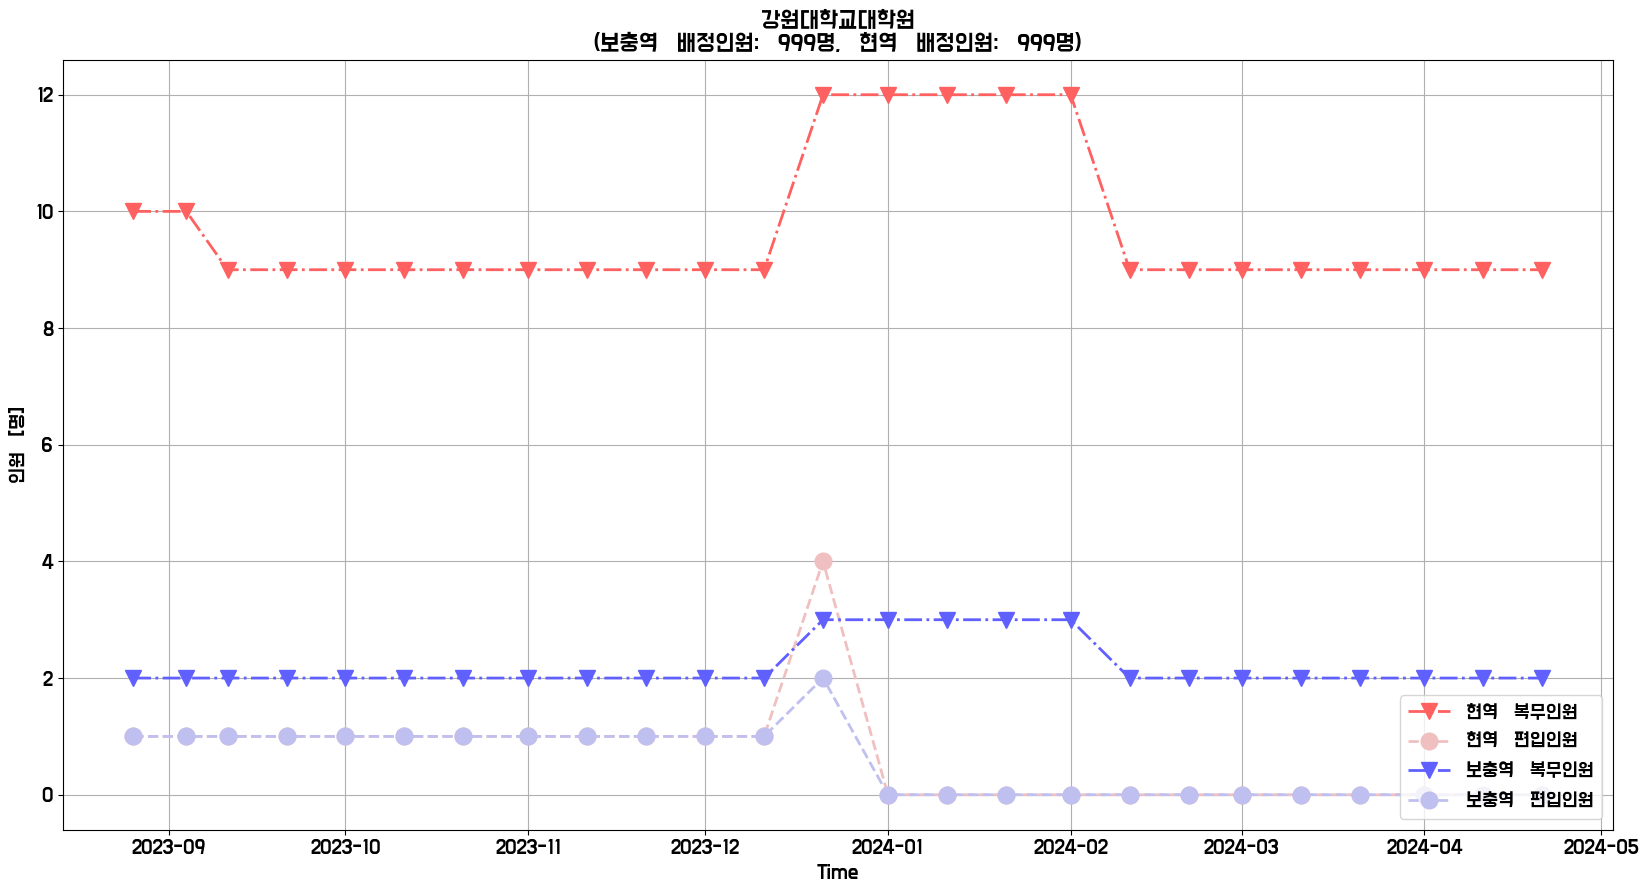 강원대학교대학원
(보충역 배정인원: 999명, 현역 배정인원: 999명)
12
10
8
6
4
2
0
인원 [명]
현역 복무인원
현역 편입인원
보충역 복무인원
보충역 편입인원
2023-09 2023-10 2023-11 2023-12 2024-01 2024-02 2024-03 2024-04 2024-05
Time